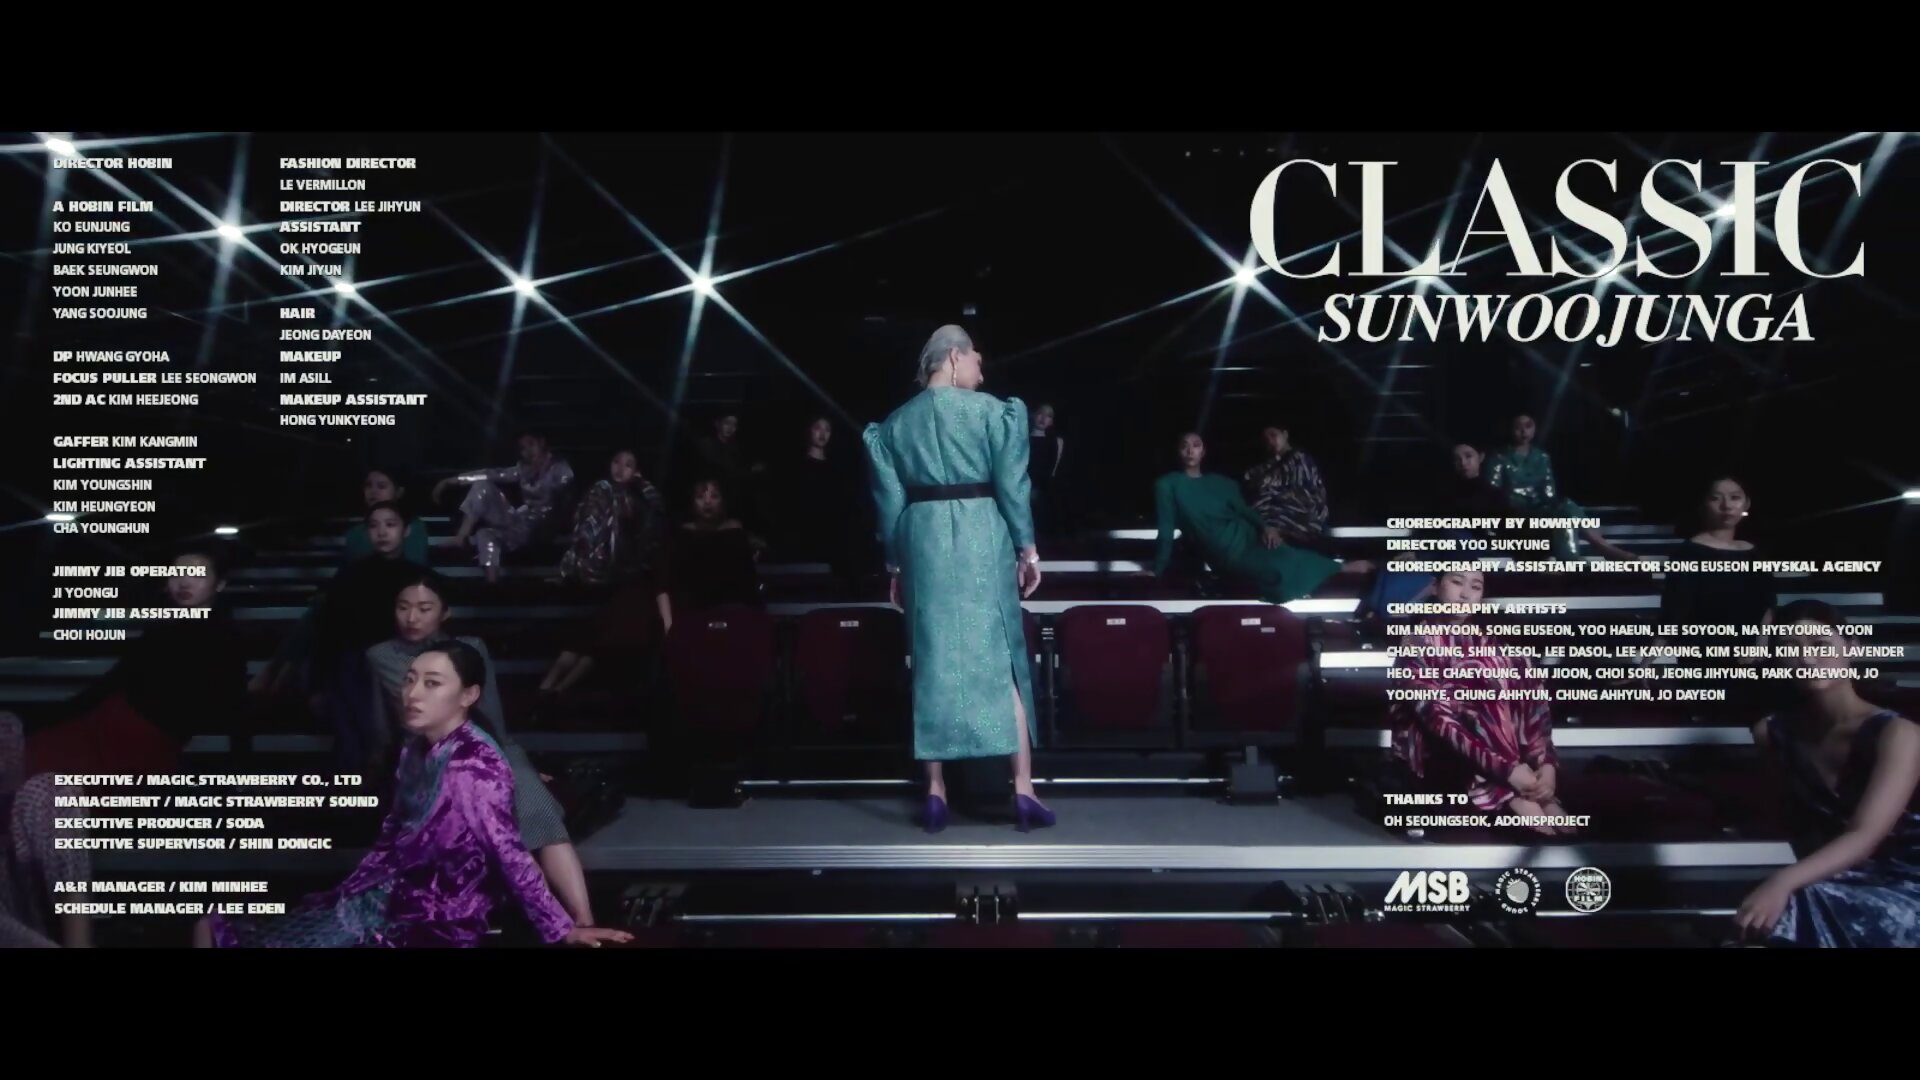 DIRECTOR HOBIN
A HOBIN FILM
KO EUNJUNG
JUNG KIYEOL
BAEK SEUNGWON
YOON JUNHEE
YANG SOOJUNG
DP HWANG GYOHA
FOCUS PULLER LEE SEONGWON
2ND AC KIM HEEJEONG
GAFFER KIM KANGMIN
LIGHTING ASSISTANT
KIM YOUNGSHIN
KIM HEUNGYEON
CHA YOUNGHUN
JIMMY JIB OPERATOR
JI YOONGU
JIMMY JIB ASSISTANT
CHOI HOJUN
EXECUTIVE / MAGIC STRAWBERRY CO., LTD
MANAGEMENT / MAGIC STRAWBERRY SOUND
EXECUTIVE PRODUCER / SODA
EXECUTIVE SUPERVISOR / SHIN DONGIC
A&R MANAGER / KIM MINHEE
SCHEDULE MANAGER / LEE EDEN
FASHION DIRECTOR
LE VERMILLON
DIRECTOR LEE JIHYUN
ASSISTANT
OK HYOGEUN
KIM JIYUN
HAIR
JEONG DAYEON
MAKEUP
IM ASILL
MAKEUP ASSISTANT
HONG YUNKYEONG
CLASSIC
SUNWOOJUNGA
CHOREOGRAPHY BY HOWHYOU
DIRECTOR YOO SUKYUNG
CHOREOGRAPHY ASSISTANT DIRECTOR SONG EUSEON PHYSKAL AGENCY
CHOREOGRAPHY ARTISTS
KIM NAMYOON, SONG EUSEON, YOO HAEUN, LEE SOYOON, NA HYEYOUNG, YOON
CHAEYOUNG, SHIN YESOL, LEE DASOL, LEE KAYOUNG, KIM SUBIN, KIM HYEJI, LAVENDER
HEO, LEE CHAEYOUNG, KIM JIOON, CHOI SORI, JEONG JIHYUNG, PARK CHAEWON, JO
YOONHYE, CHUNG AHHYUN, CHUNG AHHYUN, JO DAYEON
THANKS TO
OH SEOUNGSEOK, ADONISPROJECT
MSB
MAGIC STRAWBERRY
MAGIC STRAWBERRY SOUND
HOBIN
FILM